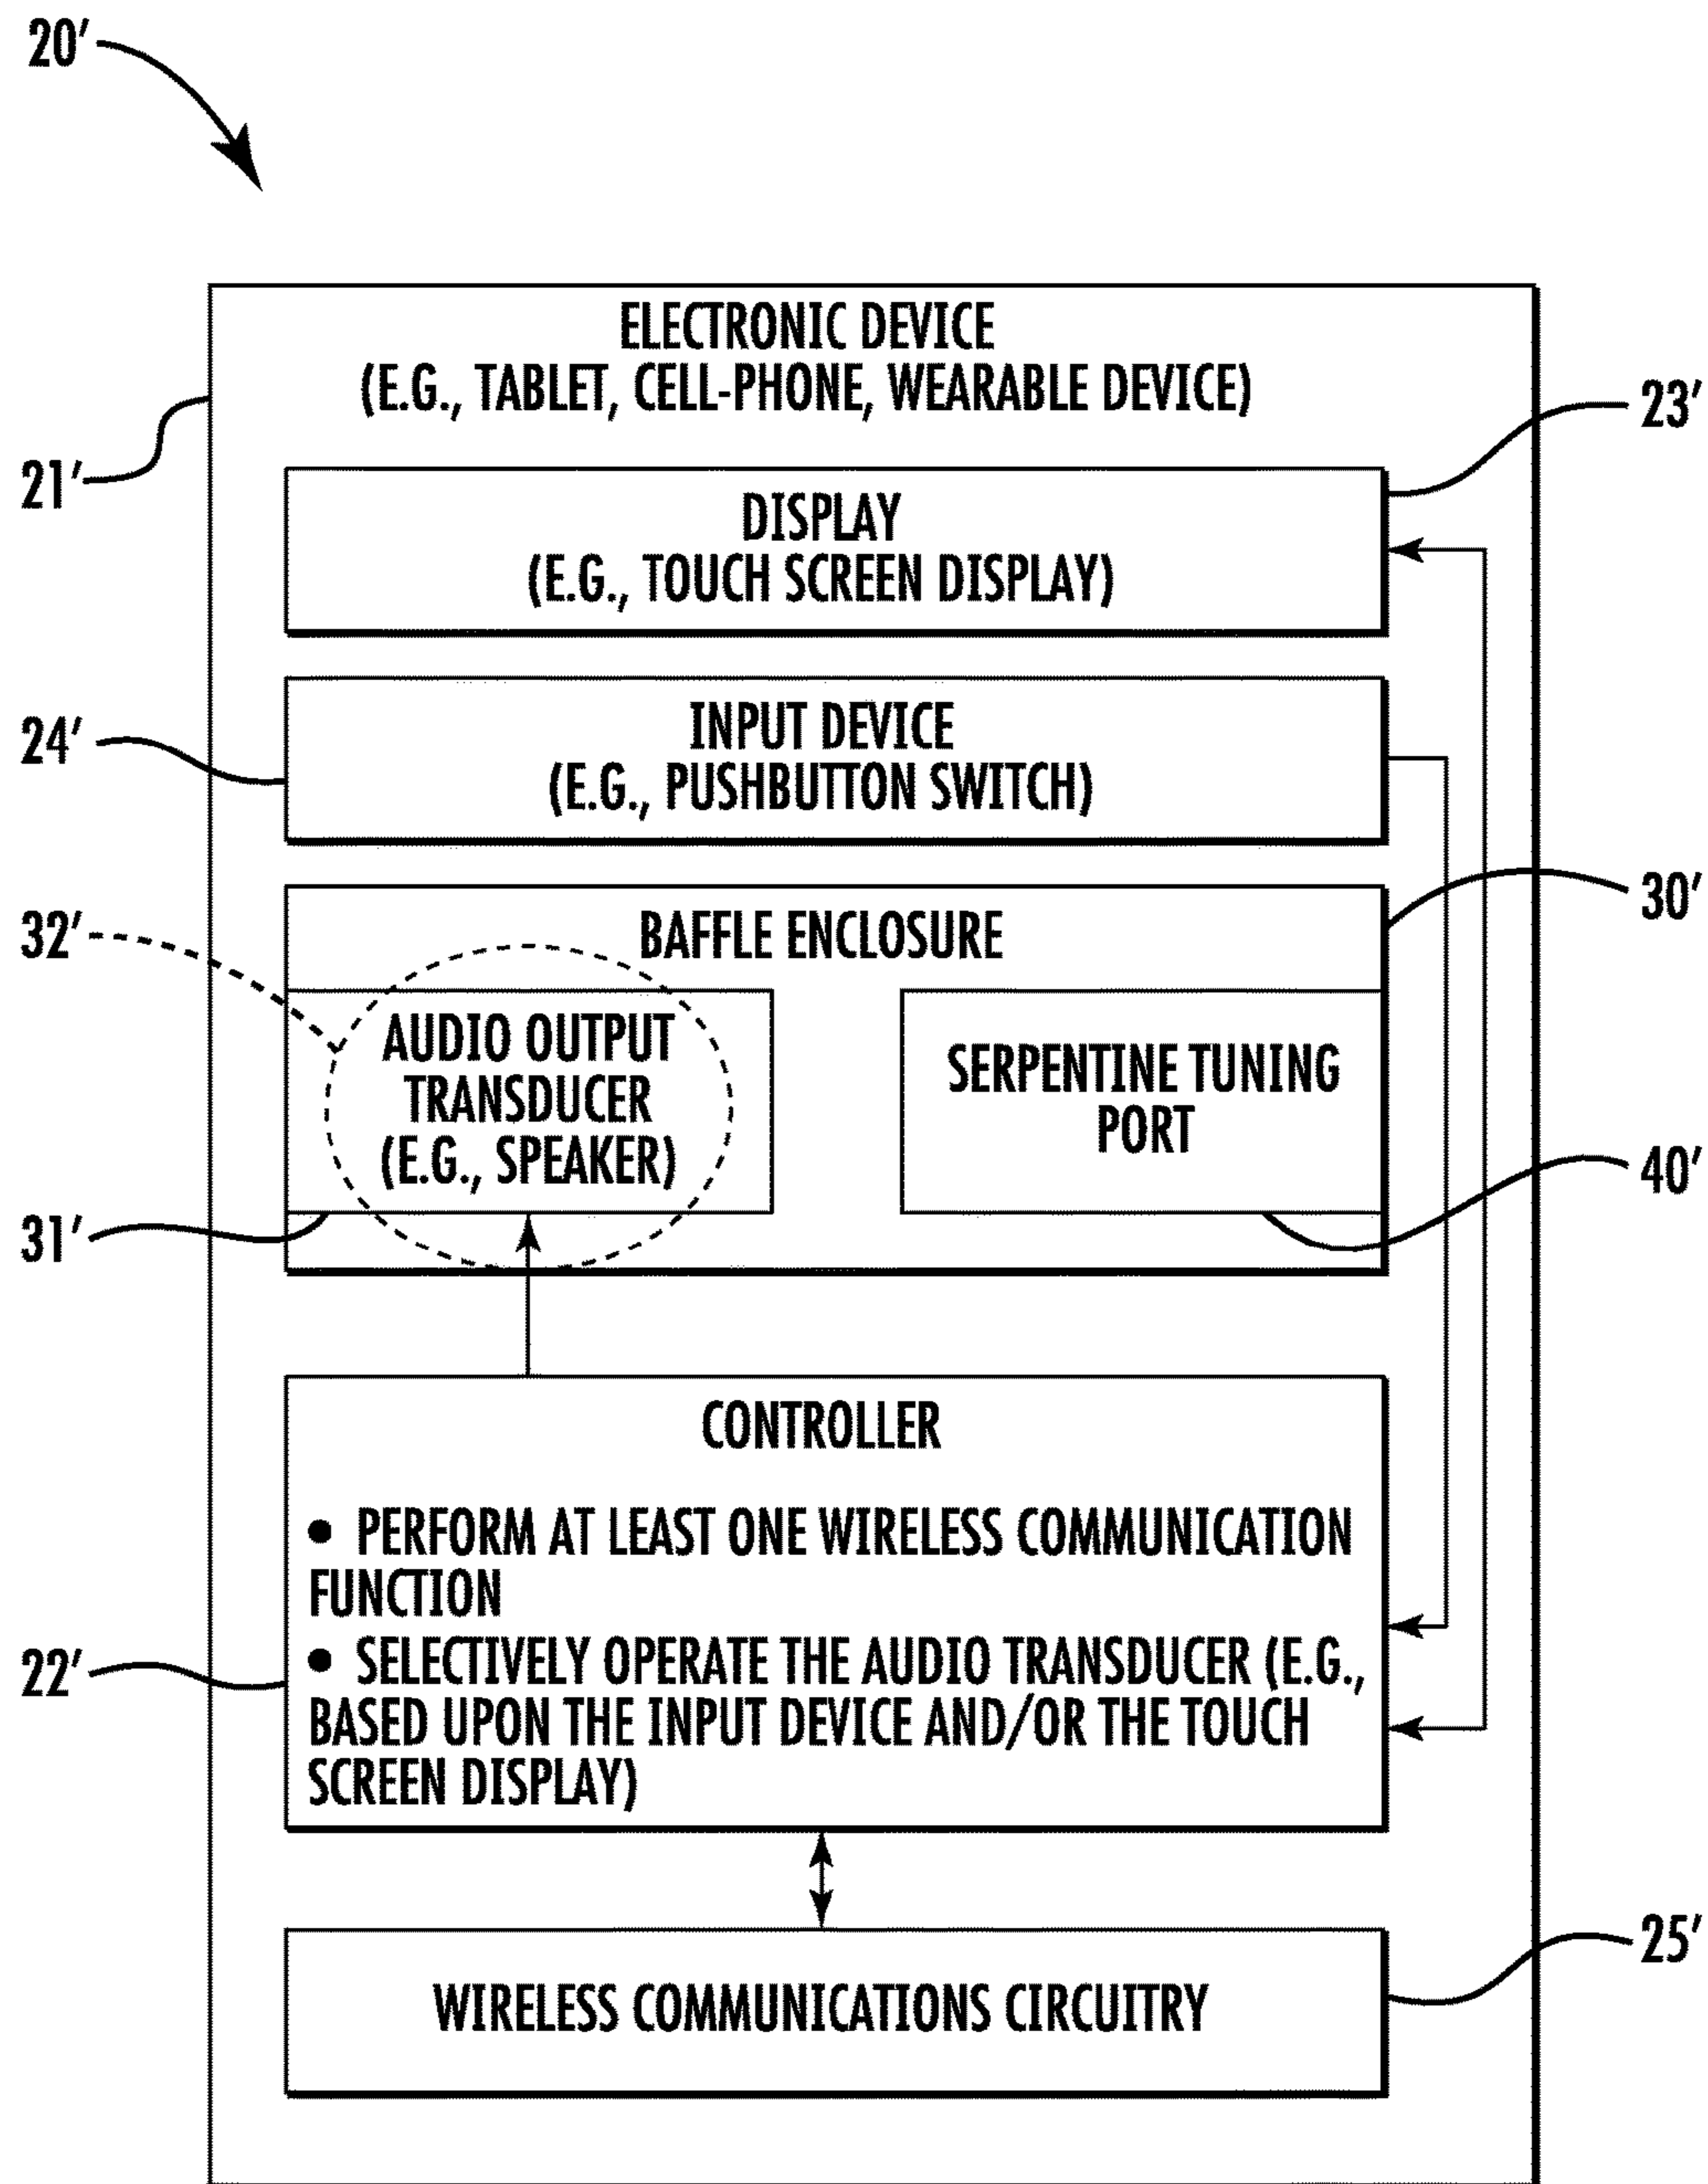 20′
ELECTRONIC DEVICE
(E.G., TABLET, CELL-PHONE, WEARABLE DEVICE)
23′
21′
DISPLAY
(E.G., TOUCH SCREEN DISPLAY)
24′
INPUT DEVICE
(E.G., PUSHBUTTON SWITCH)
30′
32′
BAFFLE ENCLOSURE
AUDIO OUTPUT
TRANSDUCER
(E.G., SPEAKER)
SERPENTINE TUNING
PORT
40′
31′
CONTROLLER
● PERFORM AT LEAST ONE WIRELESS COMMUNICATION
FUNCTION
● SELECTIVELY OPERATE THE AUDIO TRANSDUCER (E.G.,
BASED UPON THE INPUT DEVICE AND/OR THE TOUCH
SCREEN DISPLAY)
22′
25′
WIRELESS COMMUNICATIONS CIRCUITRY